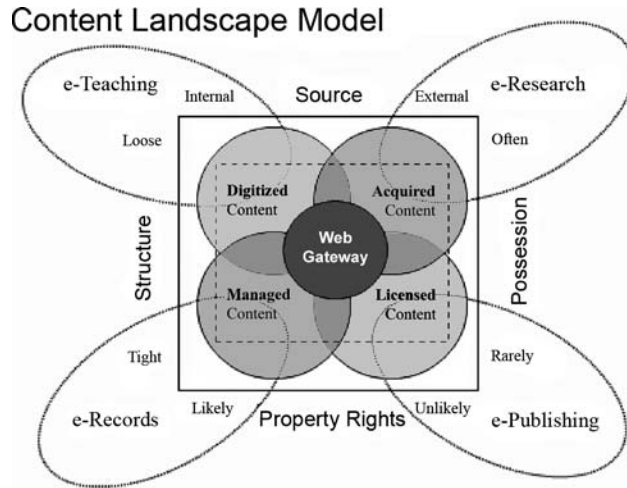 Content Landscape Model
e-Teaching
Internal
Source
External
e-Research
Loose
Often
Digitized
Content
Acquired
Content
Structure
Web
Gateway
Possession
Managed
Content
Licensed
Content
Tight
Rarely
e-Records
Likely
Property Rights
Unlikely
e-Publishing